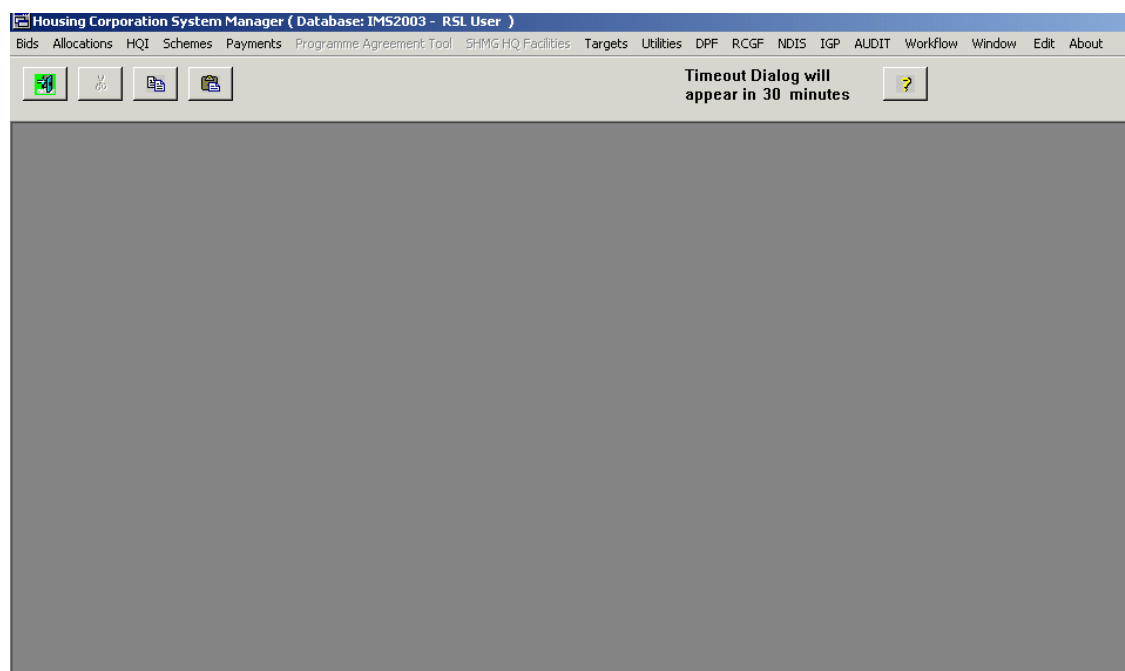 Housing Corporation System Manager ( Database: IMS2003 - RSL User )
Bids Allocations HQI Schemes Payments Programme Agreement Tool SHMG HQ Facilities Targets Utilities DPF RCGF NDIS IGP AUDIT Workflow Window Edit About
Timeout Dialog will
appear in 30 minutes
?